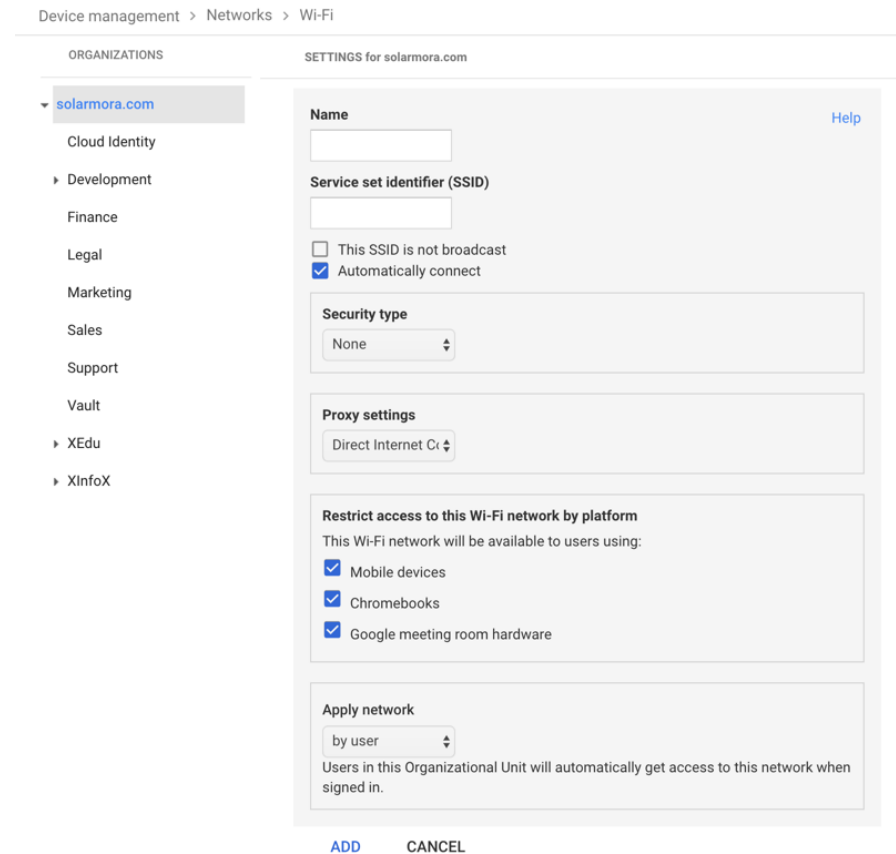 Device management > Networks > Wi-Fi
ORGANIZATIONS
solarmora.com
Cloud Identity
Development
Finance
Legal
Marketing
Sales
Support
Vault
XEdu
XInfoX
SETTINGS for solarmora.com
Name
Help
Service set identifier (SSID)
This SSID is not broadcast
Automatically connect
Security type
None
Proxy settings
Direct Internet Co
Restrict access to this Wi-Fi network by platform
This Wi-Fi network will be available to users using:
Mobile devices
Chromebooks
Google meeting room hardware
Apply network
by user
Users in this Organizational Unit will automatically get access to this network when
signed in.
ADD CANCEL